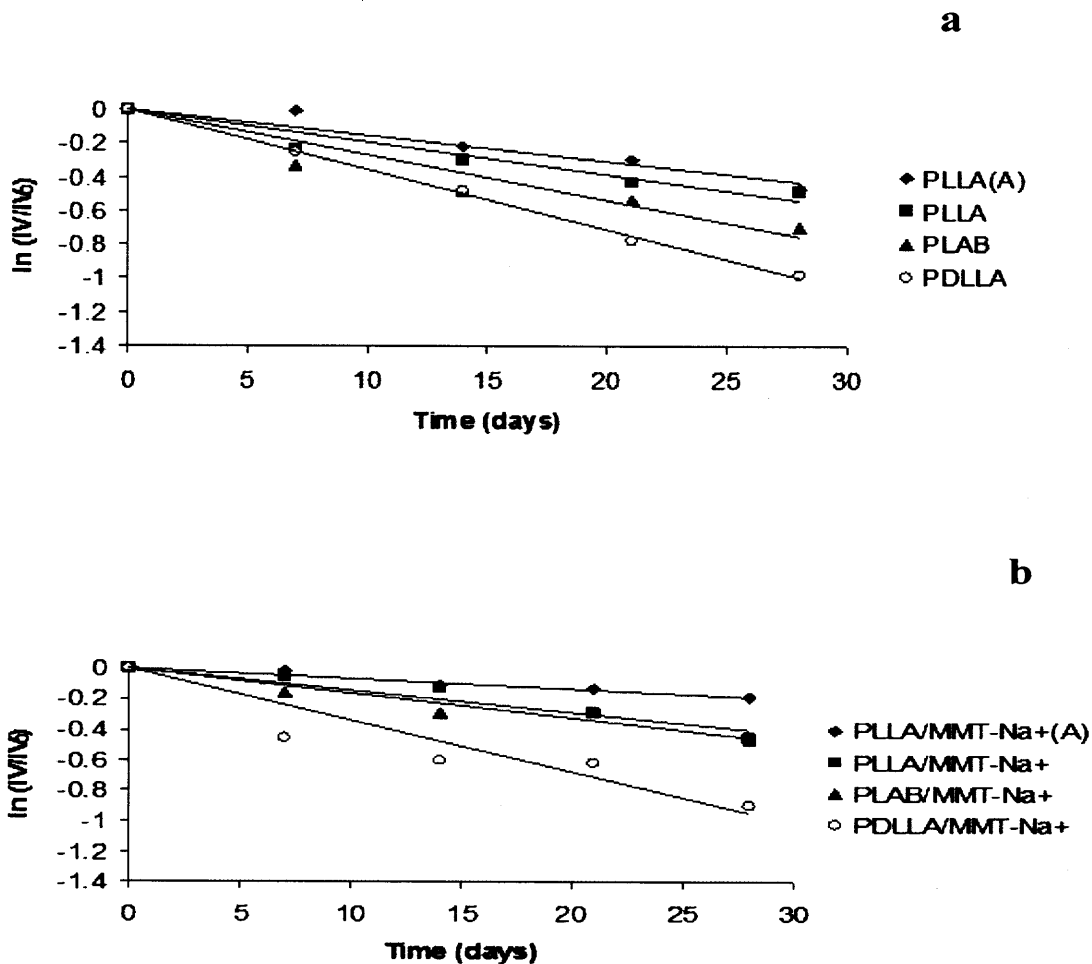 a
ln (IV/IV0)
0
-0.2
-0.4
-0.6
-0.8
-1
-1.2
-1.4
0 5 10 15 20 25 30
Time (days)
PLLA(A)
PLLA
PLAB
PDLLA
b
ln(IV/IV0)
0
-0.2
-0.4
-0.6
-0.8
-1
-1.2
-1.4
0 5 10 15 20 25 30
Time (days)
PLLA/MMT-Na+(A)
PLLA/MMT-Na+
PLAB/MMT-Na+
PDLLA/MMT-Na+